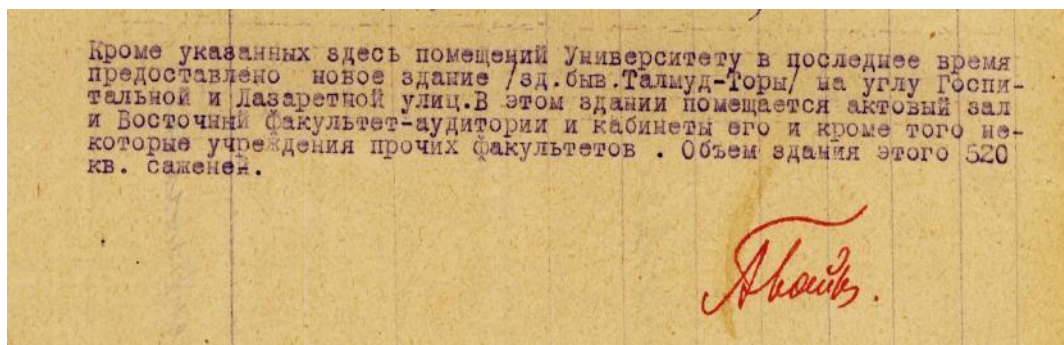 Кроме указанных здесь помещений Университету в последнее время
предоставлено новое здание /зд.быв.Талмуд-Торы/ на углу Госпи-
тальной и Лазаретной улиц.В этом здании помещается актовый зал
и Восточный факультет-аудитории и кабинеты его и кроме того не-
которые учреждения прочих факультетов . Объем здания этого 520
кв. саженей.